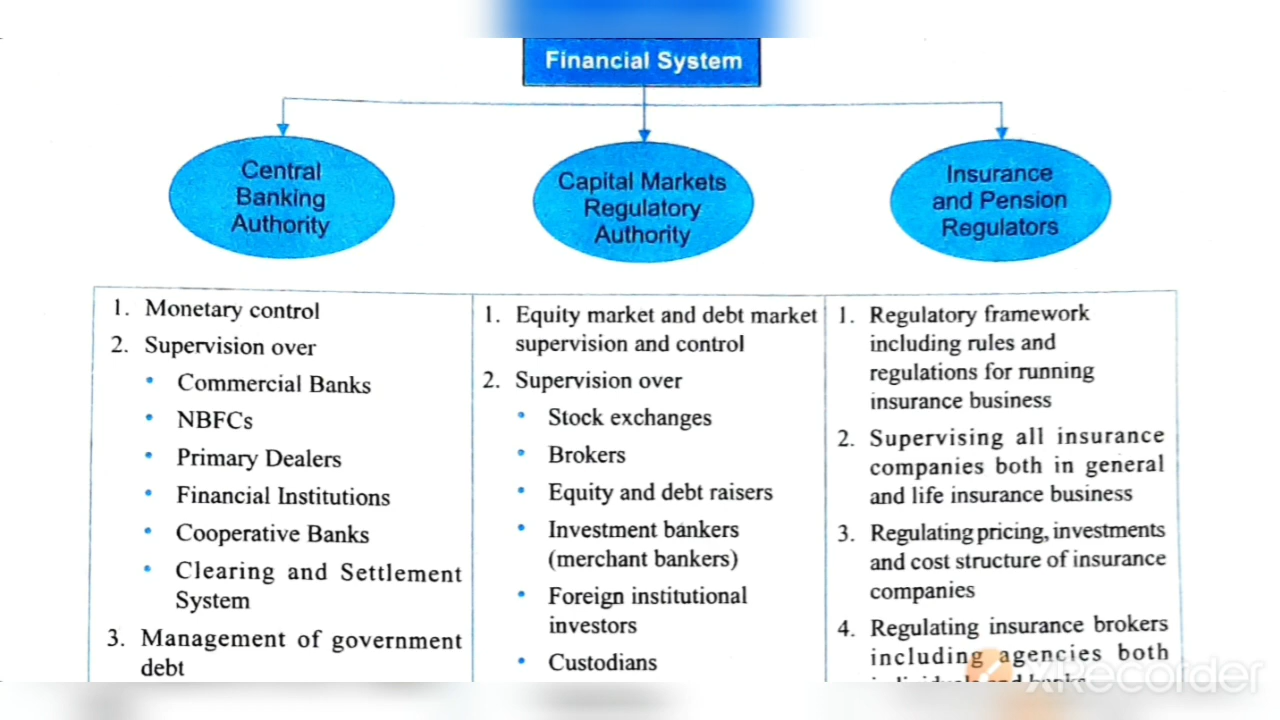 Financial System
Central
Banking
Authority
Capital Markets
Regulatory
Authority
Insurance
and Pension
Regulators
1. Monetary control
2. Supervision over
• Commercial Banks
• NBFCs
• Primary Dealers
• Financial Institutions
• Cooperative Banks
• Clearing and Settlement
System
3. Management of government
debt
1. Equity market and debt market
supervision and control
2. Supervision over
• Stock exchanges
• Brokers
• Equity and debt raisers
• Investment bankers
(merchant bankers)
• Foreign institutional
investors
• Custodians
1. Regulatory framework
including rules and
regulations for running
insurance business
2. Supervising all insurance
companies both in general
and life insurance business
3. Regulating pricing, investments
and cost structure of insurance
companies
4. Regulating insurance brokers
including agencies both
XRecorder